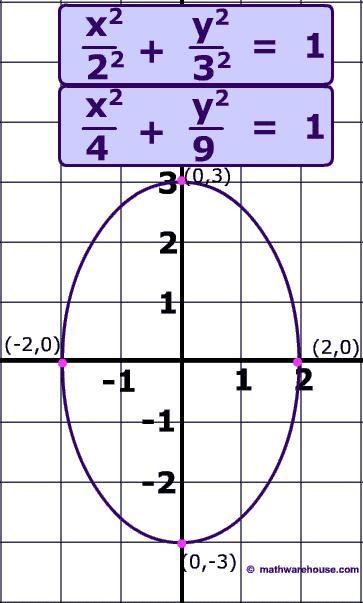 x²/2² + y²/3² = 1
x²/4 + y²/9 = 1
3 (0,3)
2
1
(-2,0) (2,0)
-1 1 2
-1
-2
(0,-3)
© mathwarehouse.com